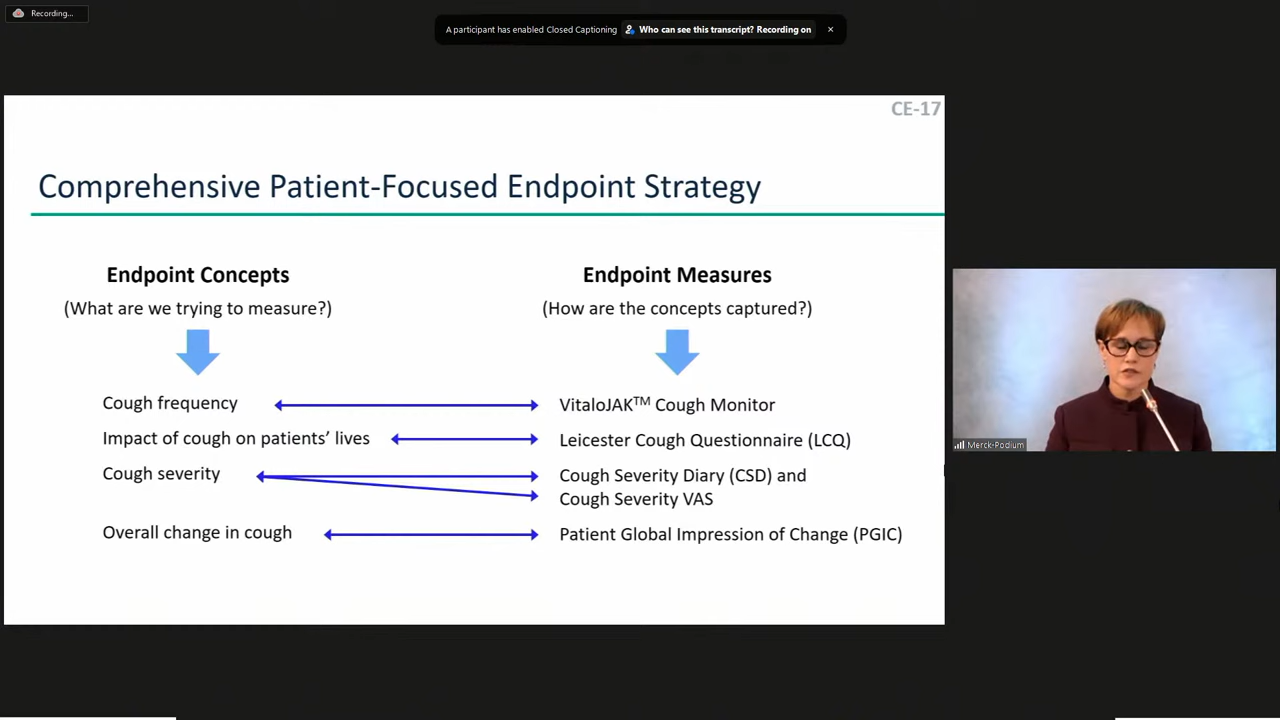 Recording...
A participant has enabled Closed Captioning Who can see this transcript? Recording on
CE-17
Comprehensive Patient-Focused Endpoint Strategy
Endpoint Concepts
(What are we trying to measure?)
Endpoint Measures
(How are the concepts captured?)
Cough frequency
VitaloJAK™ Cough Monitor
Impact of cough on patients’ lives
Leicester Cough Questionnaire (LCQ)
Cough severity
Cough Severity Diary (CSD) and
Cough Severity VAS
Overall change in cough
Patient Global Impression of Change (PGIC)
Merck-Podium